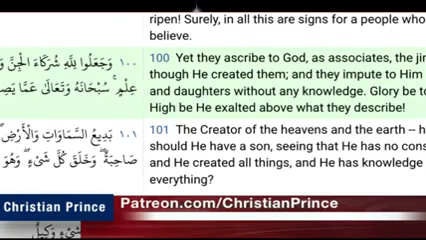 ripen! Surely, in all this are signs for a people who
believe.
١٠٠ وَجَعَلُوا لِلَّهِ شُرَكَاءَ الْجِنَّ
100 Yet they ascribe to God, as associates, the
though He created them; and they impute to Him
عِلْمٍ ۚ سُبْحَانَهُ وَتَعَالَىٰ عَمَّا
and daughters without any knowledge. Glory be to
High be He exalted above what they describe!
١٠١ بَدِيعُ السَّمَاوَاتِ وَالْأَرْضِ
101 The Creator of the heavens and the earth --
should He have a son, seeing that He has no
صَاحِبَةٌ ۖ وَخَلَقَ كُلَّ شَيْءٍ ۖ وَهُوَ
and He created all things, and He has knowledge
everything?
Christian Prince
Patreon.com/ChristianPrince
شَيْءٍ وَكِيلٌ